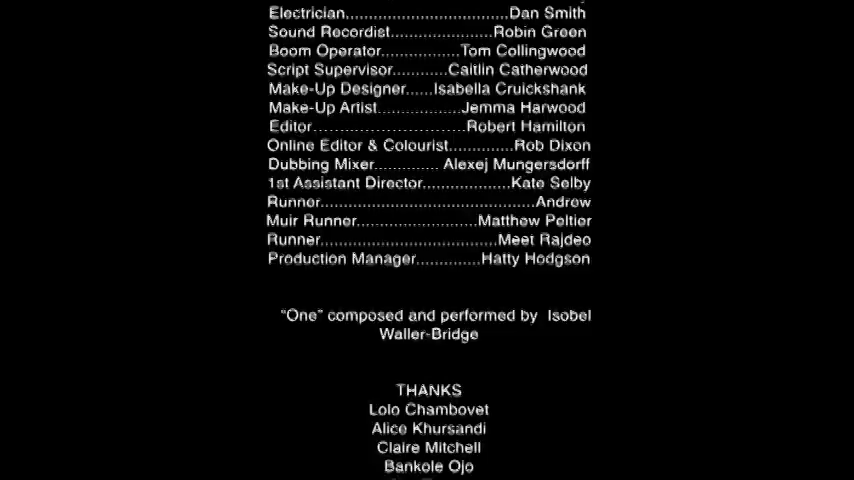 Electrician...................................Dan Smith
Sound Recordist......................Robin Green
Boom Operator.................Tom Collingwood
Script Supervisor............Caitlin Catherwood
Make-Up Designer......Isabella Cruickshank
Make-Up Artist..................Jemma Harwood
Editor.................................Robert Hamilton
Online Editor & Colourist..............Rob Dixon
Dubbing Mixer.............. Alexej Mungersdorff
1st Assistant Director...................Kate Selby
Runner..............................................Andrew
Muir Runner..........................Matthew Peltier
Runner......................................Meet Rajdeo
Production Manager..............Hatty Hodgson
“One” composed and performed by Isobel
Waller-Bridge
THANKS
Lolo Chambovet
Alice Khursandi
Claire Mitchell
Bankole Ojo